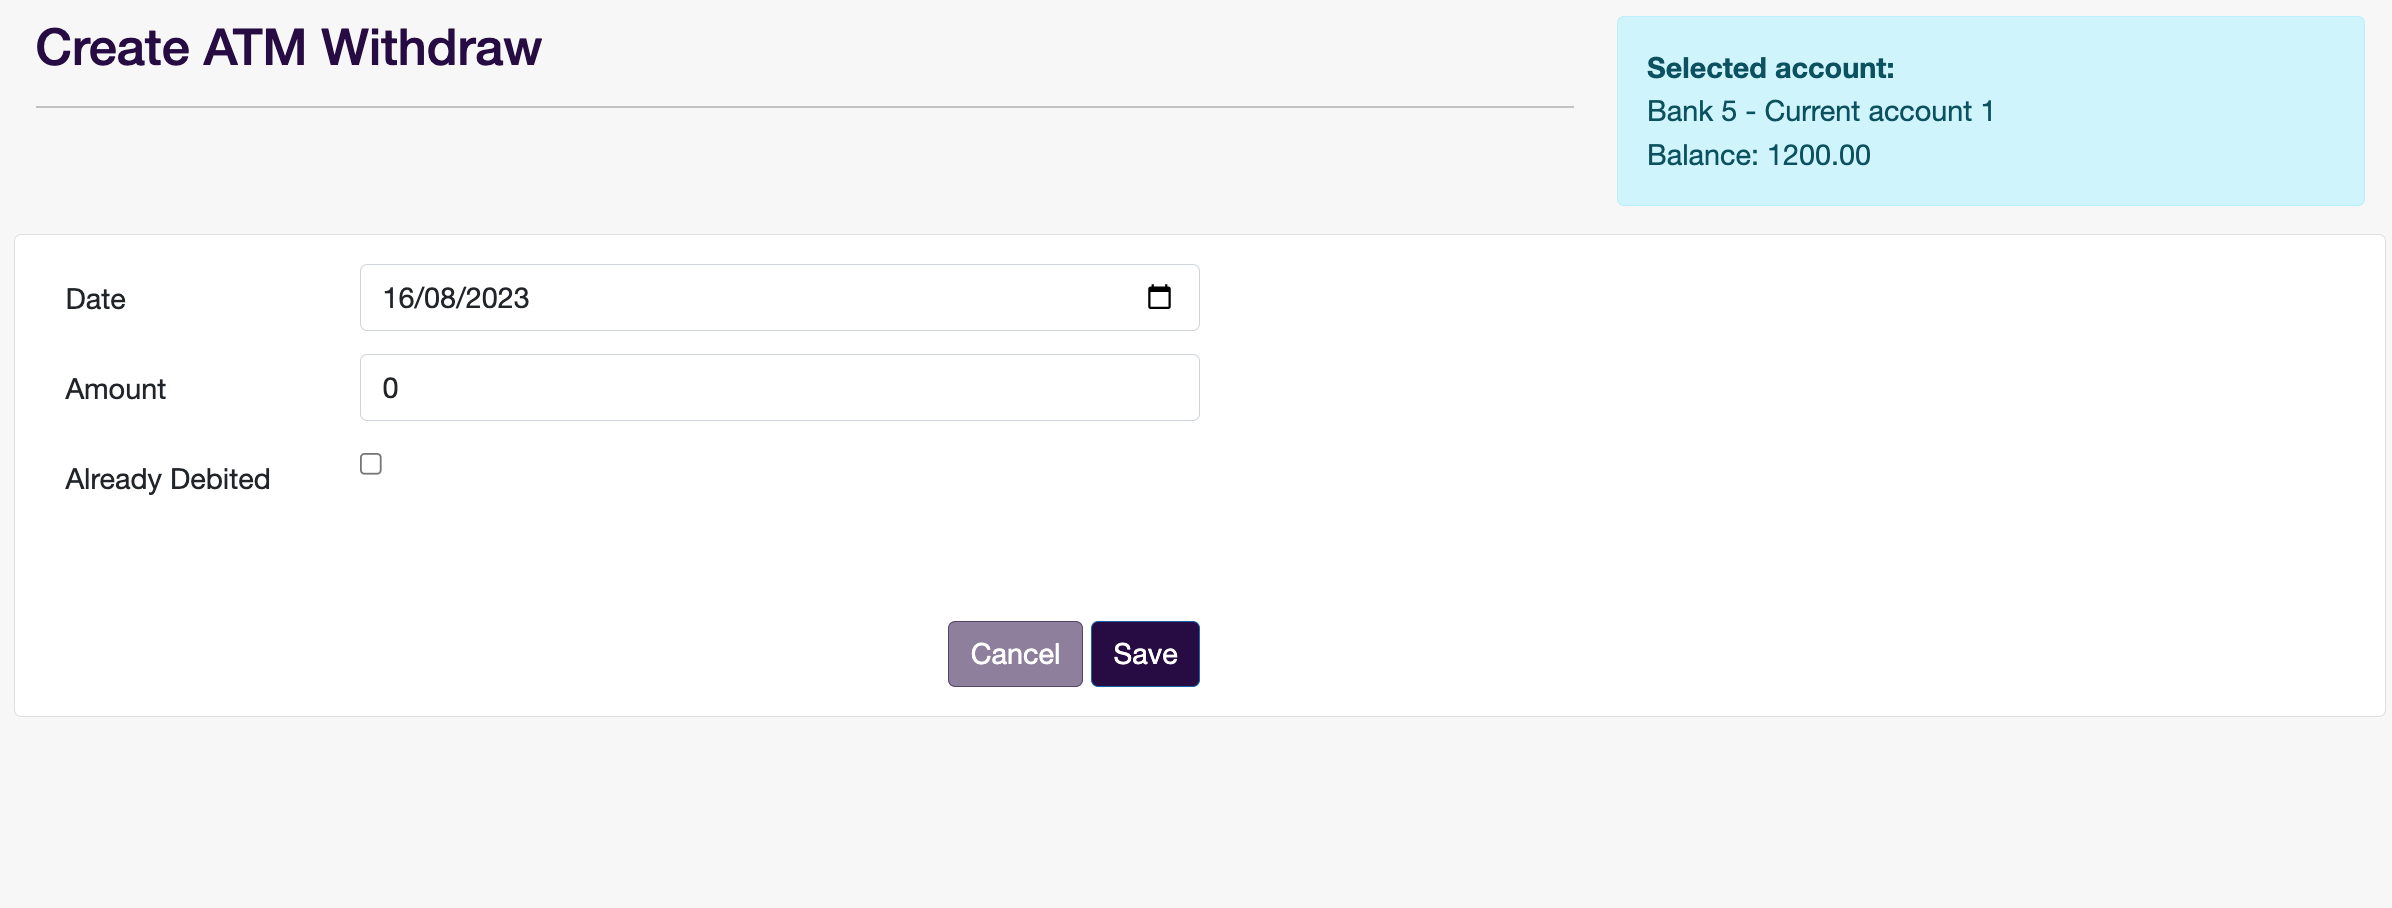 Create ATM Withdraw
Selected account:
Bank 5 - Current account 1
Balance: 1200.00
Date
16/08/2023
Amount
0
Already Debited
Cancel
Save